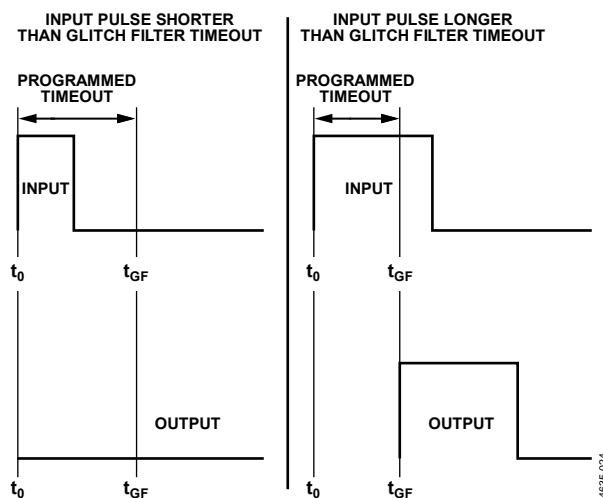 INPUT PULSE SHORTER
THAN GLITCH FILTER TIMEOUT
PROGRAMMED
TIMEOUT
INPUT
t0
tGF
OUTPUT
t0
tGF
INPUT PULSE LONGER
THAN GLITCH FILTER TIMEOUT
PROGRAMMED
TIMEOUT
INPUT
t0
tGF
OUTPUT
t0
tGF